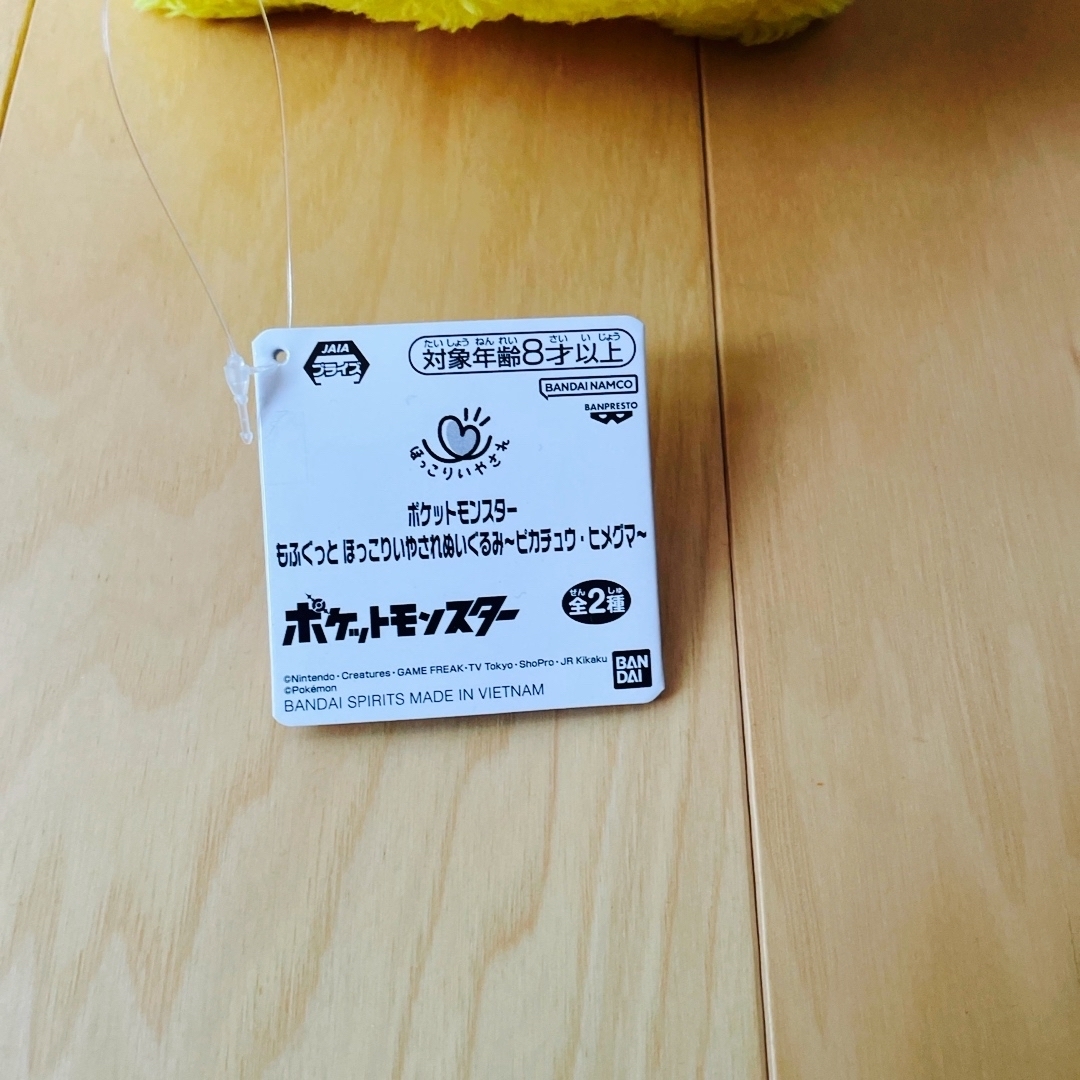 JAIA
プライズ
たいしょう ねん れい さい い じょう
対象年齢8才以上
BANDAI NAMCO
BANPRESTO
ほっこりいやされ
ポケットモンスター
もふぐっと ほっこりいやされぬいぐるみ~ピカチュウ・ヒメグマ~
ポケットモンスター
ぜん しゅ
全2種
©Nintendo・Creatures・GAME FREAK・TV Tokyo・ShoPro・JR Kikaku
©Pokémon
BANDAI SPIRITS MADE IN VIETNAM
BAN
DAI